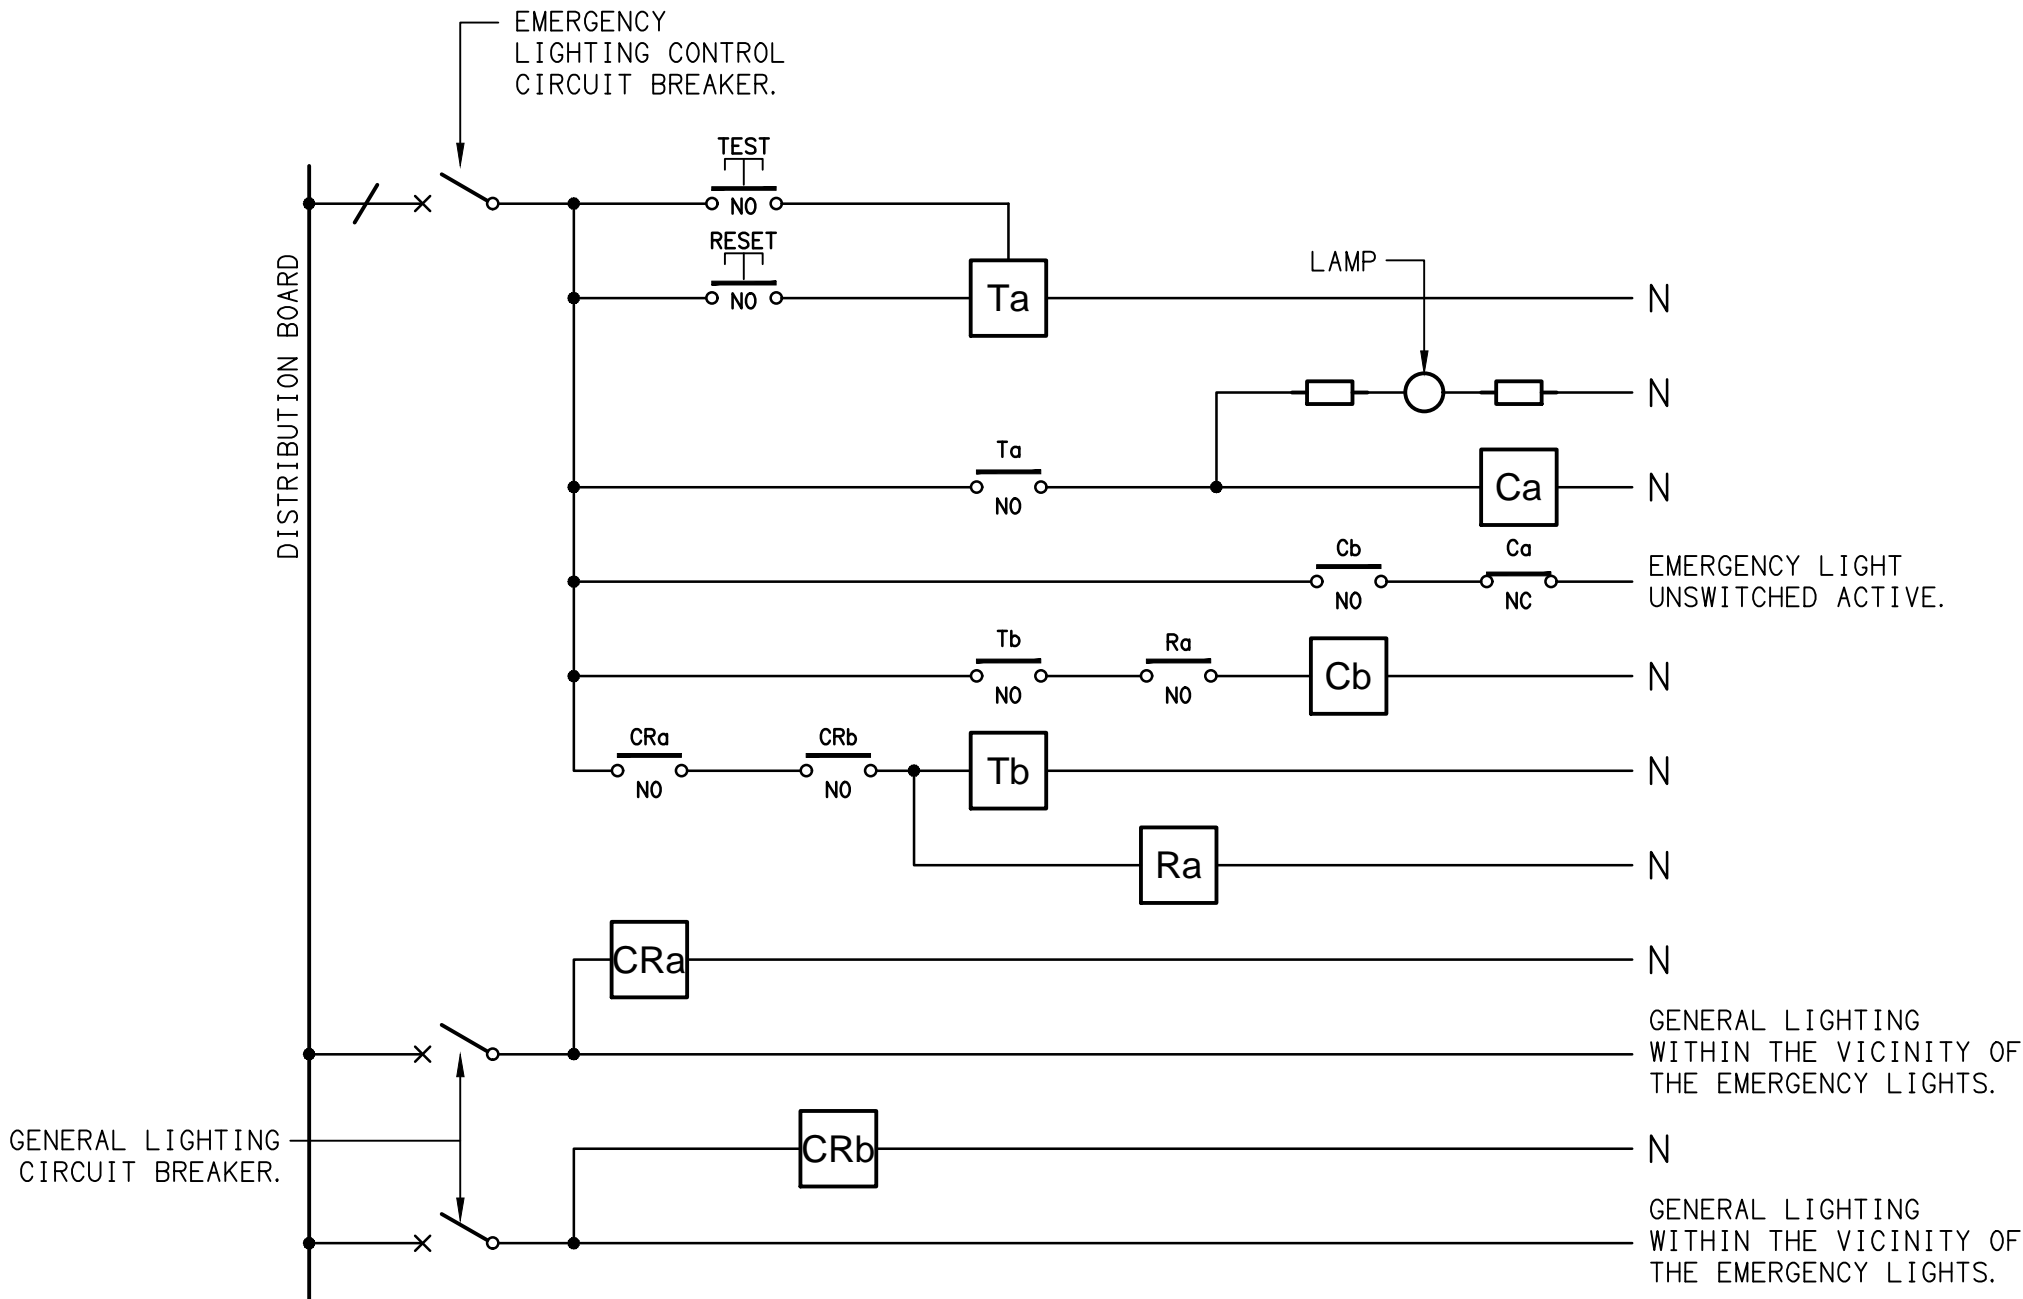 EMERGENCY
LIGHTING CONTROL
CIRCUIT BREAKER.
TEST
NO
RESET
NO
Ta
N
LAMP
N
DISTRIBUTION BOARD
Ta
NO
Ca
N
Cb
NO
Ca
NC
EMERGENCY LIGHT
UNSWITCHED ACTIVE.
Tb
NO
Ra
NO
Cb
N
CRa
NO
CRb
NO
Tb
N
Ra
N
CRa
N
GENERAL LIGHTING
WITHIN THE VICINITY OF
THE EMERGENCY LIGHTS.
GENERAL LIGHTING
CIRCUIT BREAKER.
CRb
N
GENERAL LIGHTING
WITHIN THE VICINITY OF
THE EMERGENCY LIGHTS.